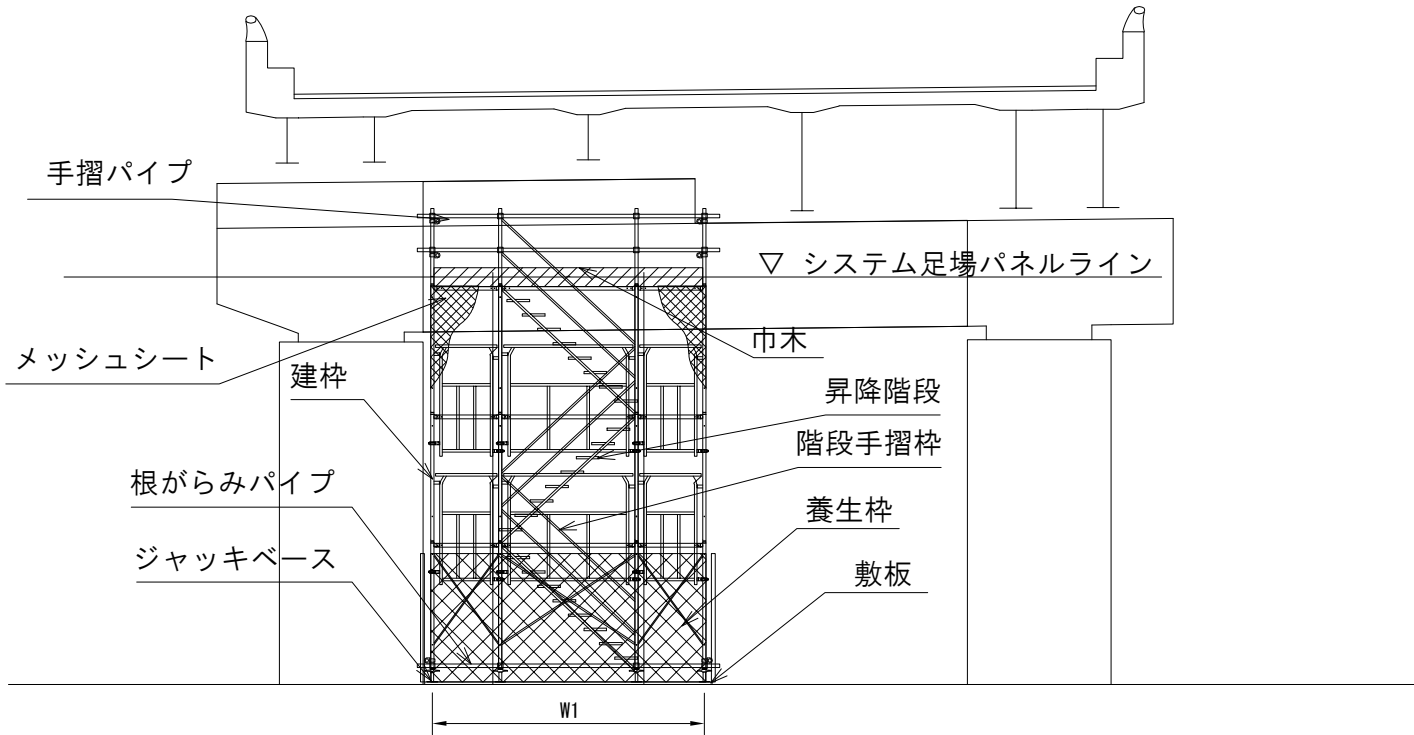 手摺パイプ
▽ システム足場パネルライン
メッシュシート
巾木
建枠
昇降階段
階段手摺枠
根がらみパイプ
養生枠
ジャッキベース
敷板
W1